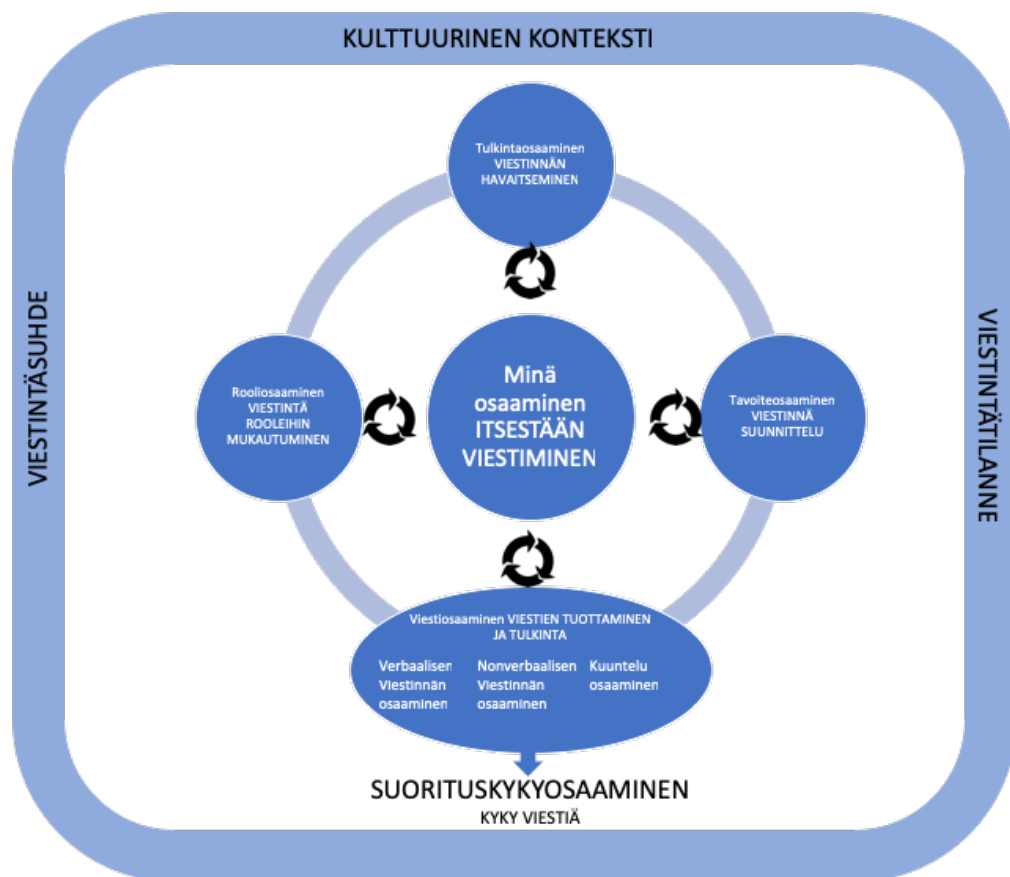 KULTTUURINEN KONTEKSTI
Tulkintaosaaminen
VIESTINNÄN
HAVAITSEMINEN
VIESTINTÄSUHDE
Rooliosaaminen
VIESTINTÄ
ROOLEIHIN
MUKAUTUMINEN
Minä
osaaminen
ITSESTÄÄN
VIESTIMINEN
Tavoiteosaaminen
VIESTINNÄ
SUUNNITTELU
VIESTINTÄTILANNE
Viestiosaaminen VIESTIEN TUOTTAMINEN
JA TULKINTA
Verbaalisen
Viestinnän
osaaminen
Nonverbaalisen
Viestinnän
osaaminen
Kuuntelu
osaaminen
SUORITUSKYKYOSAAMINEN
KYKY VIESTIÄ